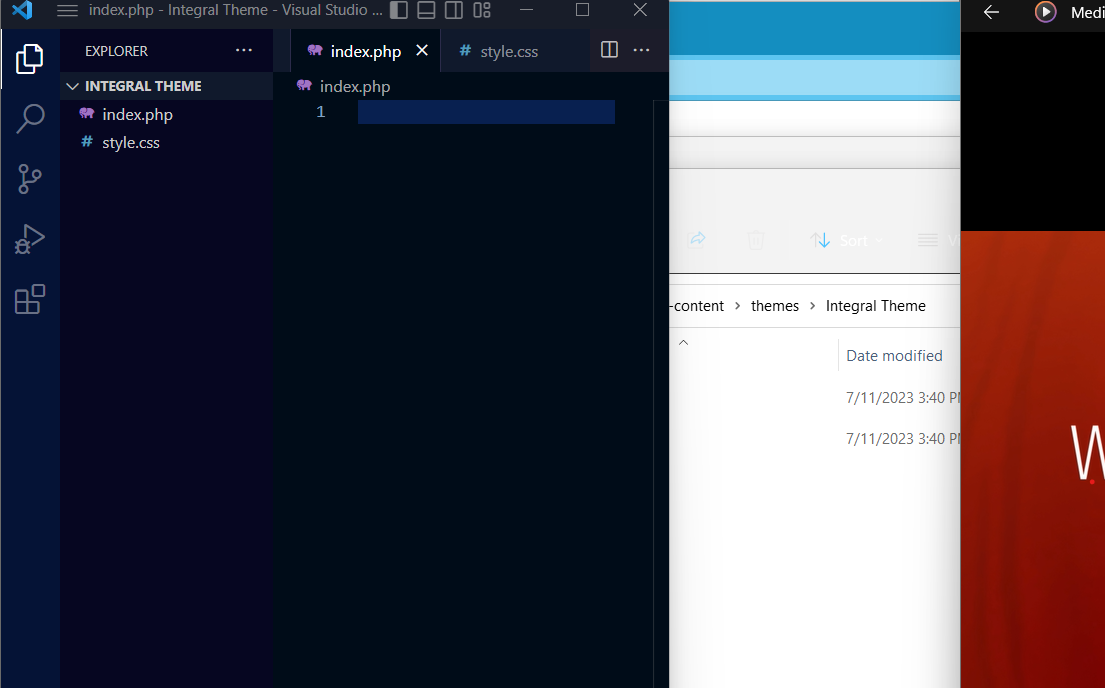 index.php - Integral Theme - Visual Studio ...
EXPLORER
INTEGRAL THEME
index.php
style.css
index.php
style.css
index.php
1
Sort
-content > themes > Integral Theme
Date modified
7/11/2023 3:40 PM
7/11/2023 3:40 PM
Medi
W